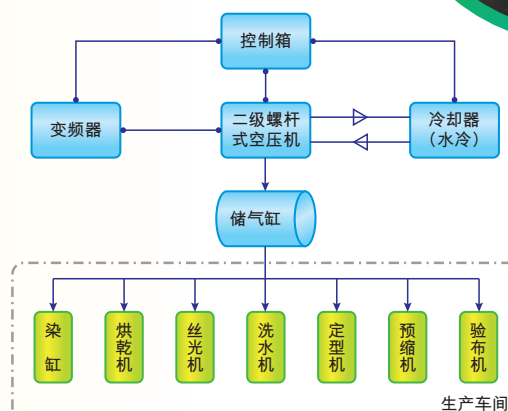 控制箱
变频器
二级螺杆
式空压机
冷却器
（水冷）
储气缸
染缸
烘乾机
丝光机
洗水机
定型机
预缩机
验布机
生产车间